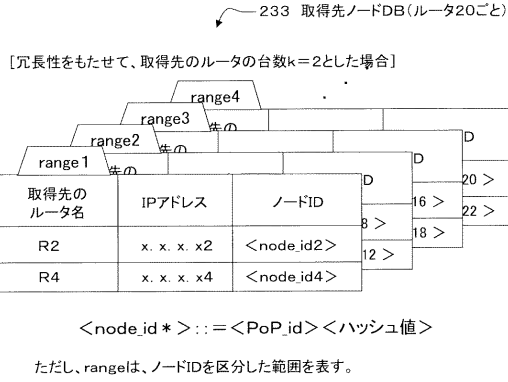 233 取得先ノードDB(ルータ20ごと)
[冗長性をもたせて、取得先のルータの台数k=2とした場合]
range4
range3
range2
range1
先の
D
20 >
22 >
16 >
18 >
D
8 >
12 >
取得先の
ルータ名
IPアドレス
ノードID
R2
x. x. x. x2
<node_id2>
R4
x. x. x. x4
<node_id4>
<node_id*>::=<PoP_id><ハッシュ値>
ただし、rangeは、ノードIDを区分した範囲を表す。